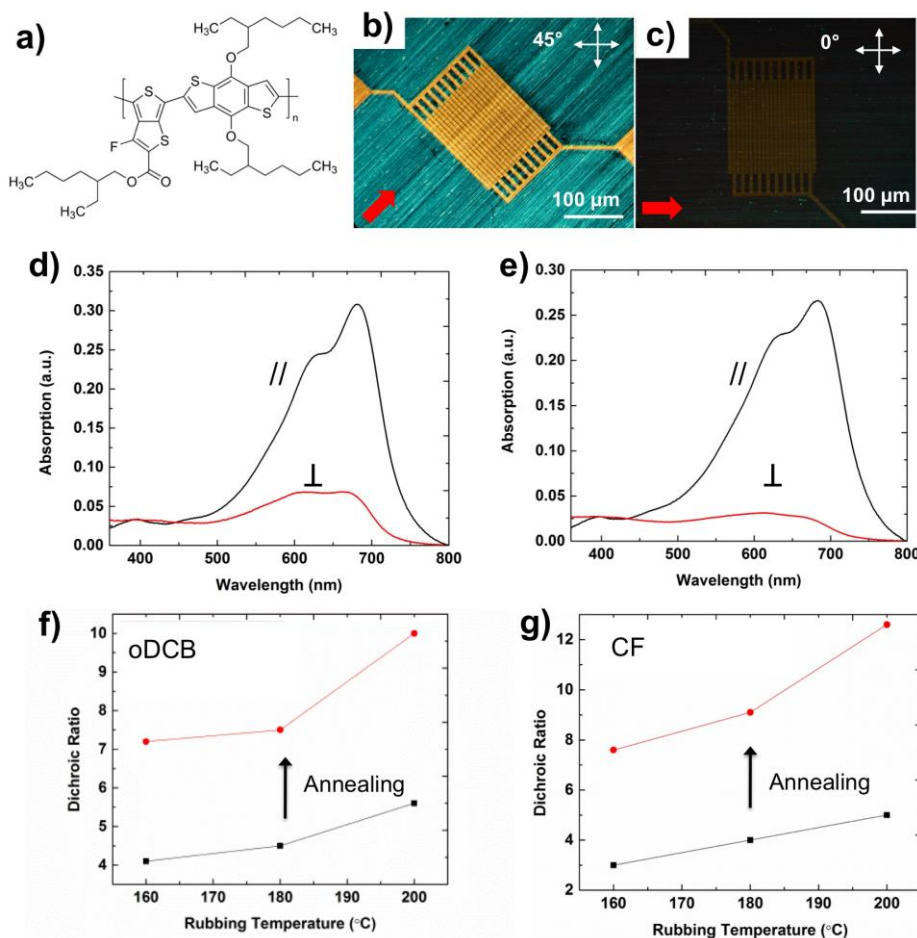 a)
CH₃
H₃C
O
S
S
S
[
]
n
F
S
S
O
H₃C
O
O
H₃C
CH₃
CH₃
b)
45°
100 µm
c)
0°
100 µm
d)
0.35
0.30
0.25
0.20
0.15
0.10
0.05
0.00
Absorption (a.u.)
//
⊥
400 500 600 700 800
Wavelength (nm)
e)
0.30
0.25
0.20
0.15
0.10
0.05
0.00
Absorption (a.u.)
//
⊥
400 500 600 700 800
Wavelength (nm)
f)
oDCB
10
9
8
7
6
5
4
Dichroic Ratio
Annealing
160 170 180 190 200
Rubbing Temperature (°C)
g)
CF
12
10
8
6
4
2
Dichroic Ratio
Annealing
160 170 180 190 200
Rubbing Temperature (°C)